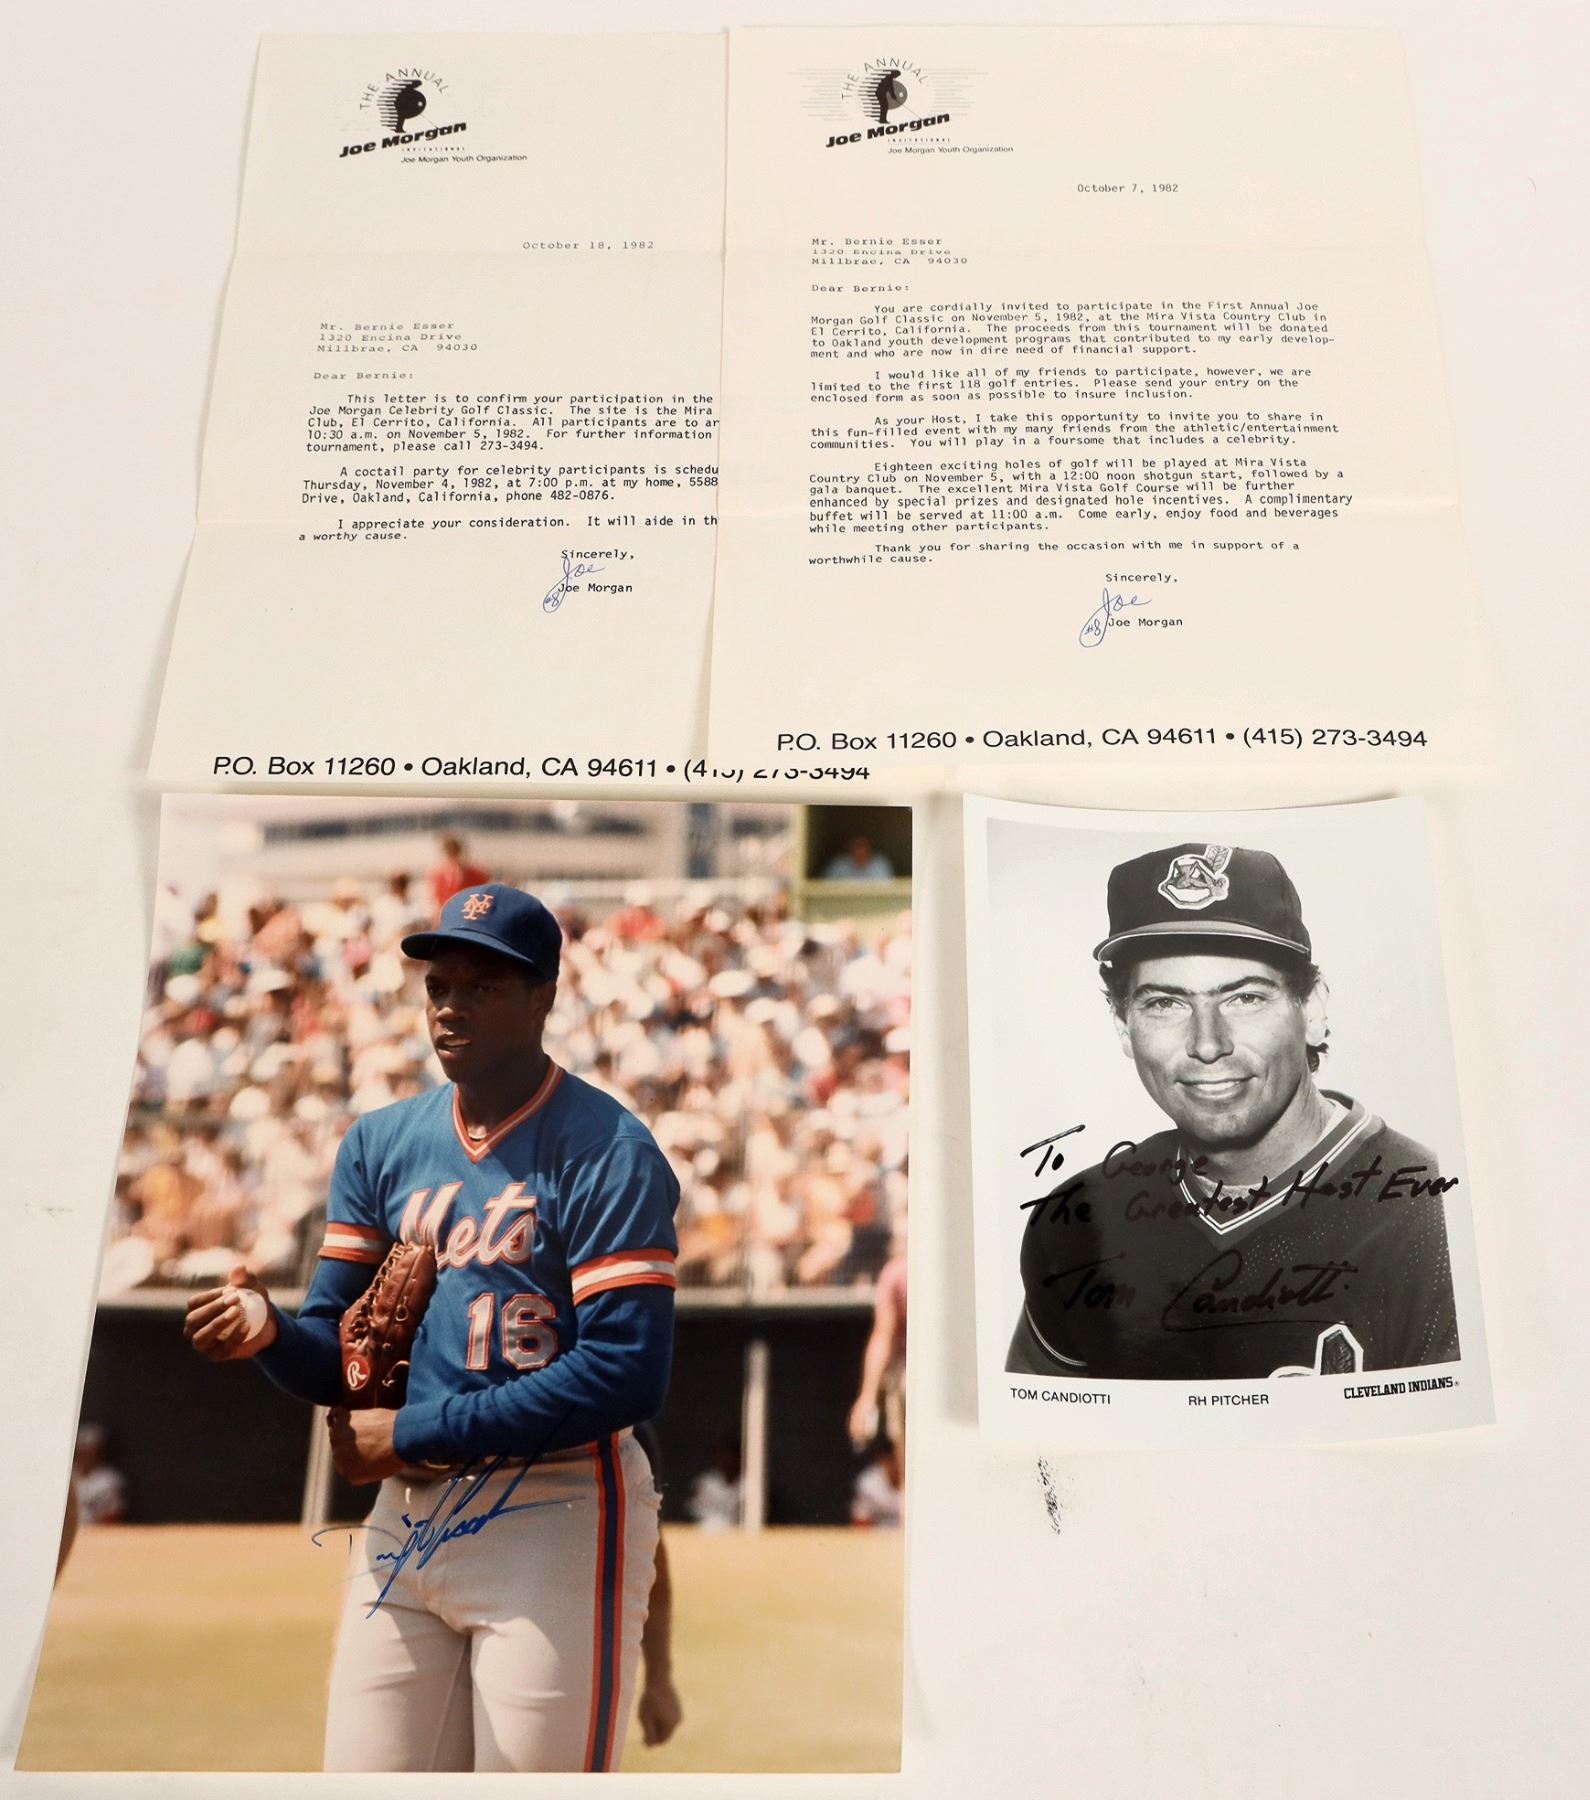 THE ANNUAL
Joe Morgan
INVITATIONAL
Joe Morgan Youth Organization
October 18, 1982
Mr. Bernie Esser
1320 Encina Drive
Millbrae, CA 94030
Dear Bernie:
This letter is to confirm your participation in the
Joe Morgan Celebrity Golf Classic. The site is the Mira
Club, El Cerrito, California. All participants are to ar
10:30 a.m. on November 5, 1982. For further information
tournament, please call 273-3494.
A coctail party for celebrity participants is schedu
Thursday, November 4, 1982, at 7:00 p.m. at my home, 5588
Drive, Oakland, California, phone 482-0876.
I appreciate your consideration. It will aide in th
a worthy cause.
Sincerely,
Joe
#8
Joe Morgan
P.O. Box 11260 • Oakland, CA 94611 • (415) 273-3494
THE ANNUAL
Joe Morgan
INVITATIONAL
Joe Morgan Youth Organization
October 7, 1982
Mr. Bernie Esser
1320 Encina Drive
Millbrae, CA 94030
Dear Bernie:
You are cordially invited to participate in the First Annual Joe
Morgan Golf Classic on November 5, 1982, at the Mira Vista Country Club in
El Cerrito, California. The proceeds from this tournament will be donated
to Oakland youth development programs that contributed to my early develop-
ment and who are now in dire need of financial support.
I would like all of my friends to participate, however, we are
limited to the first 118 golf entries. Please send your entry on the
enclosed form as soon as possible to insure inclusion.
As your Host, I take this opportunity to invite you to share in
this fun-filled event with my many friends from the athletic/entertainment
communities. You will play in a foursome that includes a celebrity.
Eighteen exciting holes of golf will be played at Mira Vista
Country Club on November 5, with a 12:00 noon shotgun start, followed by a
gala banquet. The excellent Mira Vista Golf Course will be further
enhanced by special prizes and designated hole incentives. A complimentary
buffet will be served at 11:00 a.m. Come early, enjoy food and beverages
while meeting other participants.
Thank you for sharing the occasion with me in support of a
worthwhile cause.
Sincerely,
Joe
#8
Joe Morgan
P.O. Box 11260 • Oakland, CA 94611 • (415) 273-3494
NY
Mets
16
R
To George
The Greatest Host Ever
Tom Candiotti
TOM CANDIOTTI
RH PITCHER
CLEVELAND INDIANS®